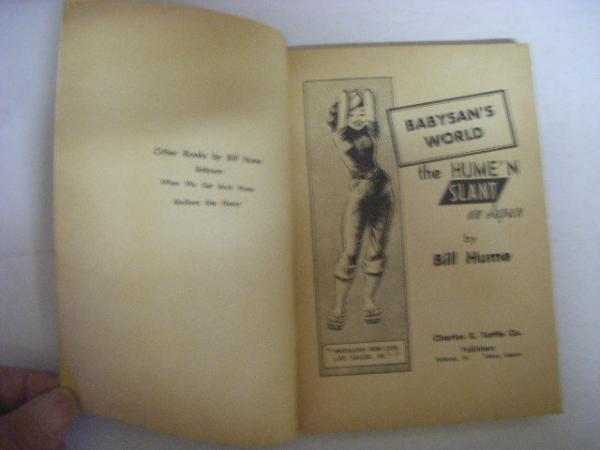 Other Books by Bill Hume
Babysan
When We Get Back Home
BABYSAN'S
WORLD
the HUME'N
SLANT
on Japan
by
Bill Hume
Charles E. Tuttle Co.
Publishers
Tokyo, Japan